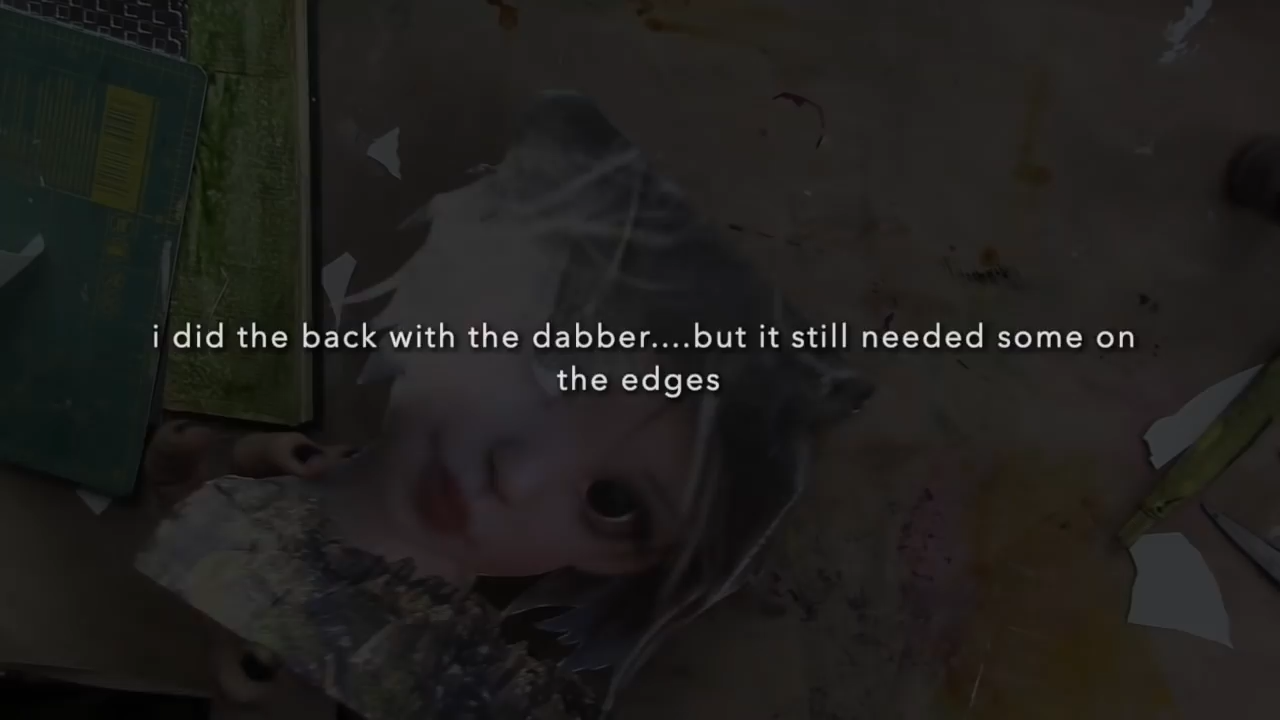 i did the back with the dabber....but it still needed some on
the edges